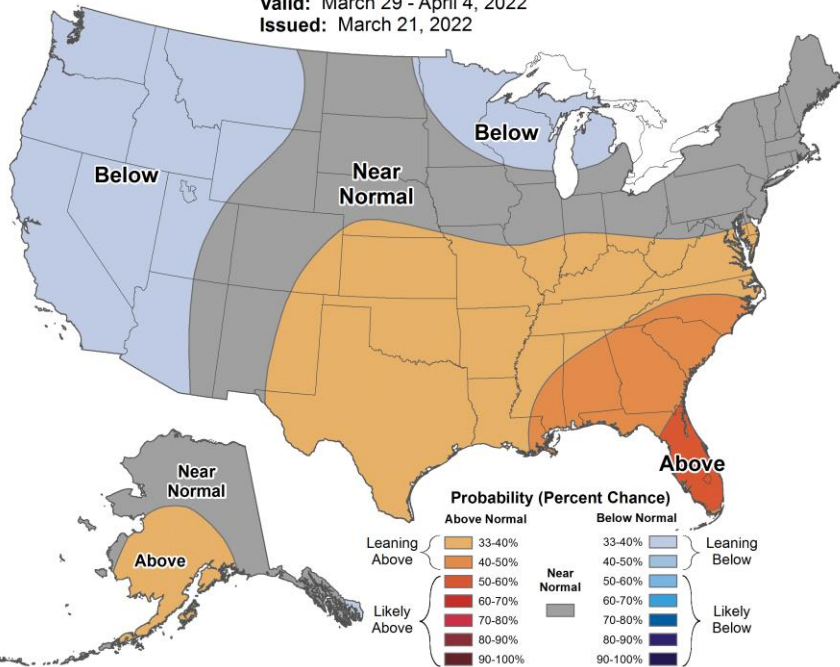 Valid: March 29 - April 4, 2022
Issued: March 21, 2022
Below
Below
Near
Normal
Above
Near
Normal
Above
Probability (Percent Chance)
Above Normal
Below Normal
Leaning
Above
33-40%
40-50%
Likely
Above
50-60%
60-70%
70-80%
80-90%
90-100%
Near
Normal
33-40%
40-50%
Leaning
Below
50-60%
60-70%
70-80%
80-90%
90-100%
Likely
Below